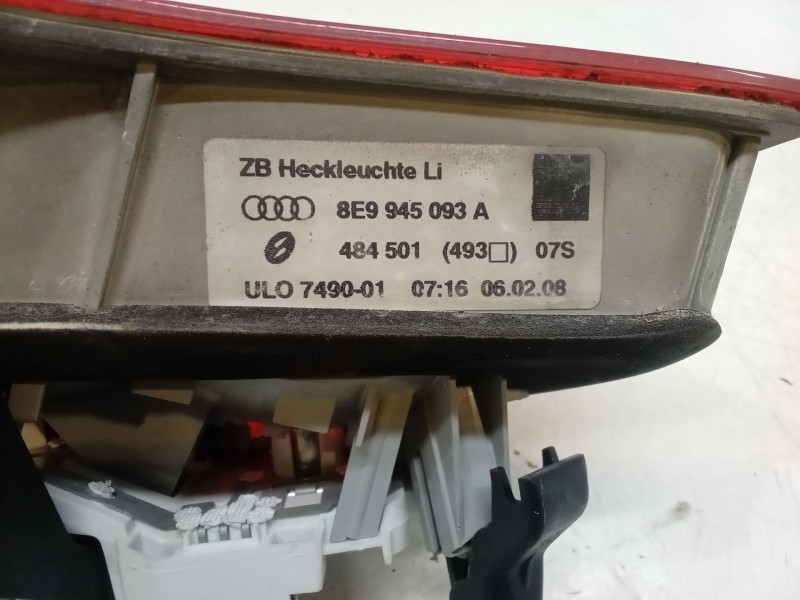 ZB Heckleuchte Li
8E9 945 093 A
484 501 (493□) 07S
ULO 7490-01 07:16 06.02.08